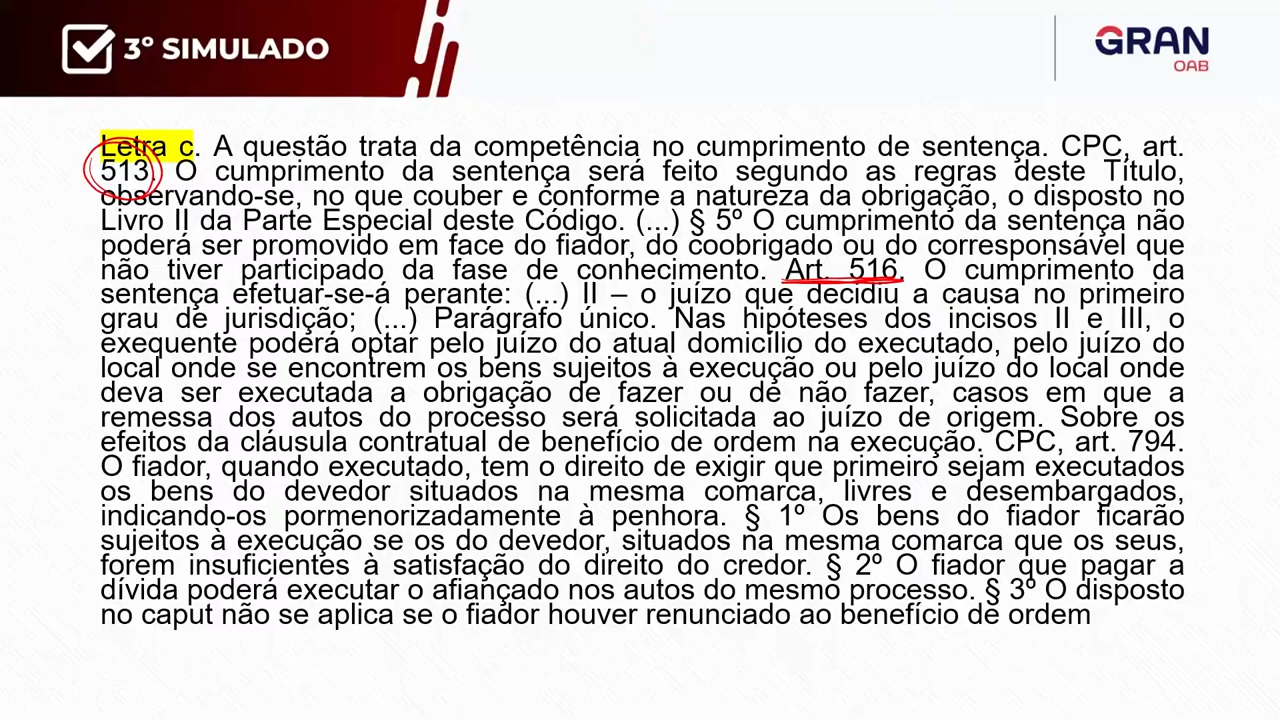 3º SIMULADO
GRAN
OAB
Letra c. A questão trata da competência no cumprimento de sentença. CPC, art.
513. O cumprimento da sentença será feito segundo as regras deste Título,
observando-se, no que couber e conforme a natureza da obrigação, o disposto no
Livro II da Parte Especial deste Código. (...) § 5º O cumprimento da sentença não
poderá ser promovido em face do fiador, do coobrigado ou do corresponsável que
não tiver participado da fase de conhecimento. Art. 516. O cumprimento da
sentença efetuar-se-á perante: (...) II – o juízo que decidiu a causa no primeiro
grau de jurisdição; (...) Parágrafo único. Nas hipóteses dos incisos II e III, o
exequente poderá optar pelo juízo do atual domicílio do executado, pelo juízo do
local onde se encontrem os bens sujeitos à execução ou pelo juízo do local onde
deva ser executada a obrigação de fazer ou de não fazer, casos em que a
remessa dos autos do processo será solicitada ao juízo de origem. Sobre os
efeitos da cláusula contratual de benefício de ordem na execução. CPC, art. 794.
O fiador, quando executado, tem o direito de exigir que primeiro sejam executados
os bens do devedor situados na mesma comarca, livres e desembargados,
indicando-os pormenorizadamente à penhora. § 1º Os bens do fiador ficarão
sujeitos à execução se os do devedor, situados na mesma comarca que os seus,
forem insuficientes à satisfação do direito do credor. § 2º O fiador que pagar a
dívida poderá executar o afiançado nos autos do mesmo processo. § 3º O disposto
no caput não se aplica se o fiador houver renunciado ao benefício de ordem